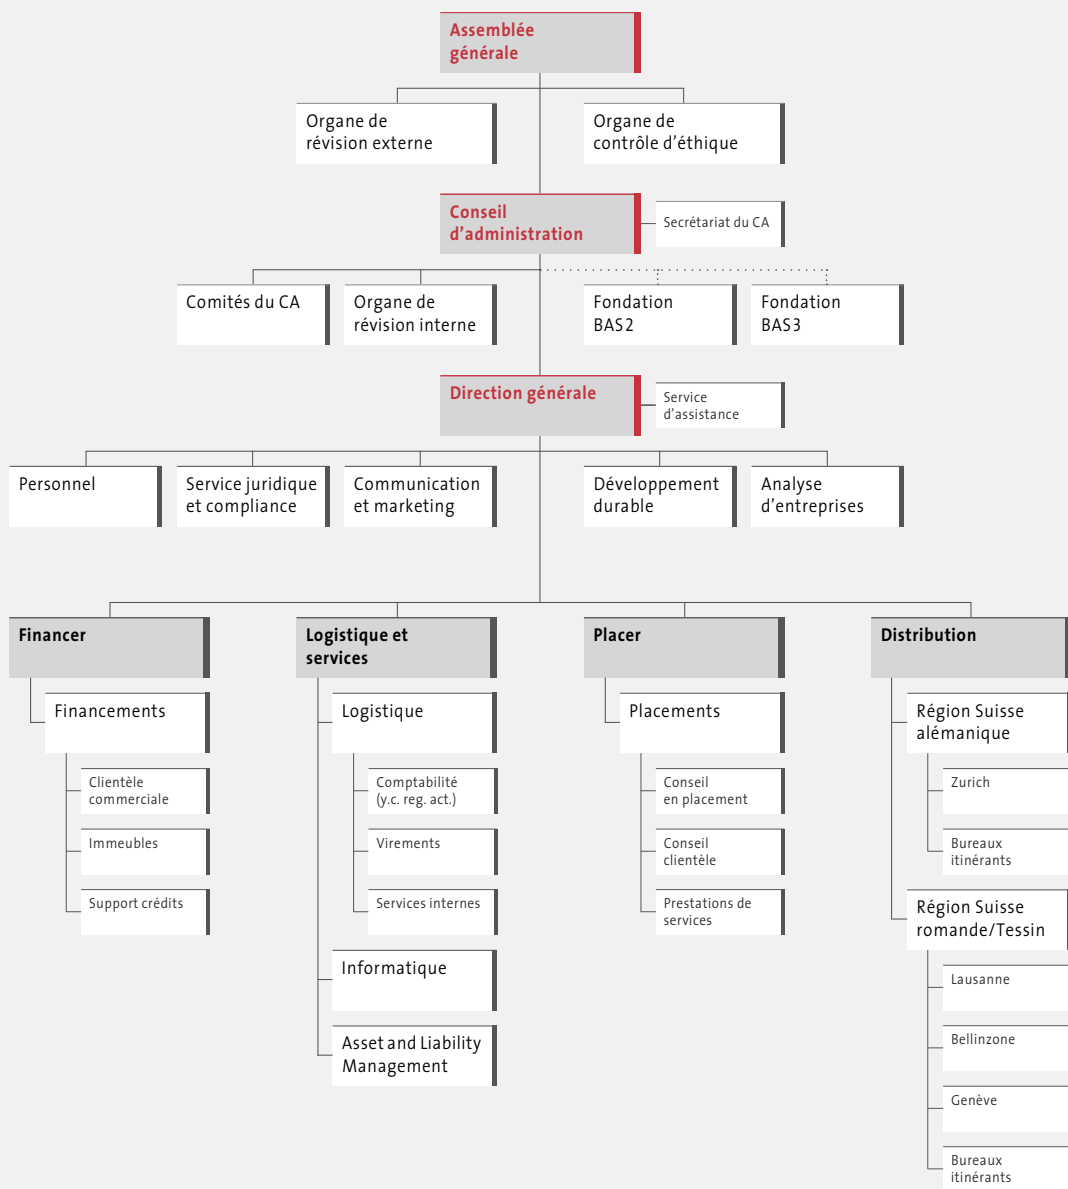 Assemblée
générale
Organe de
révision externe
Organe de
contrôle d’éthique
Conseil
d’administration
Secrétariat du CA
Comités du CA
Organe de
révision interne
Fondation
BAS2
Fondation
BAS3
Direction générale
Service
d’assistance
Personnel
Service juridique
et compliance
Communication
et marketing
Développement
durable
Analyse
d’entreprises
Financer
Financements
Clientèle
commerciale
Immeubles
Support crédits
Logistique et
services
Logistique
Comptabilité
(y.c. reg. act.)
Virements
Services internes
Informatique
Asset and Liability
Management
Placer
Placements
Conseil
en placement
Conseil
clientèle
Prestations de
services
Distribution
Région Suisse
alémanique
Zurich
Bureaux
itinérants
Région Suisse
romande/Tessin
Lausanne
Bellinzone
Genève
Bureaux
itinérants